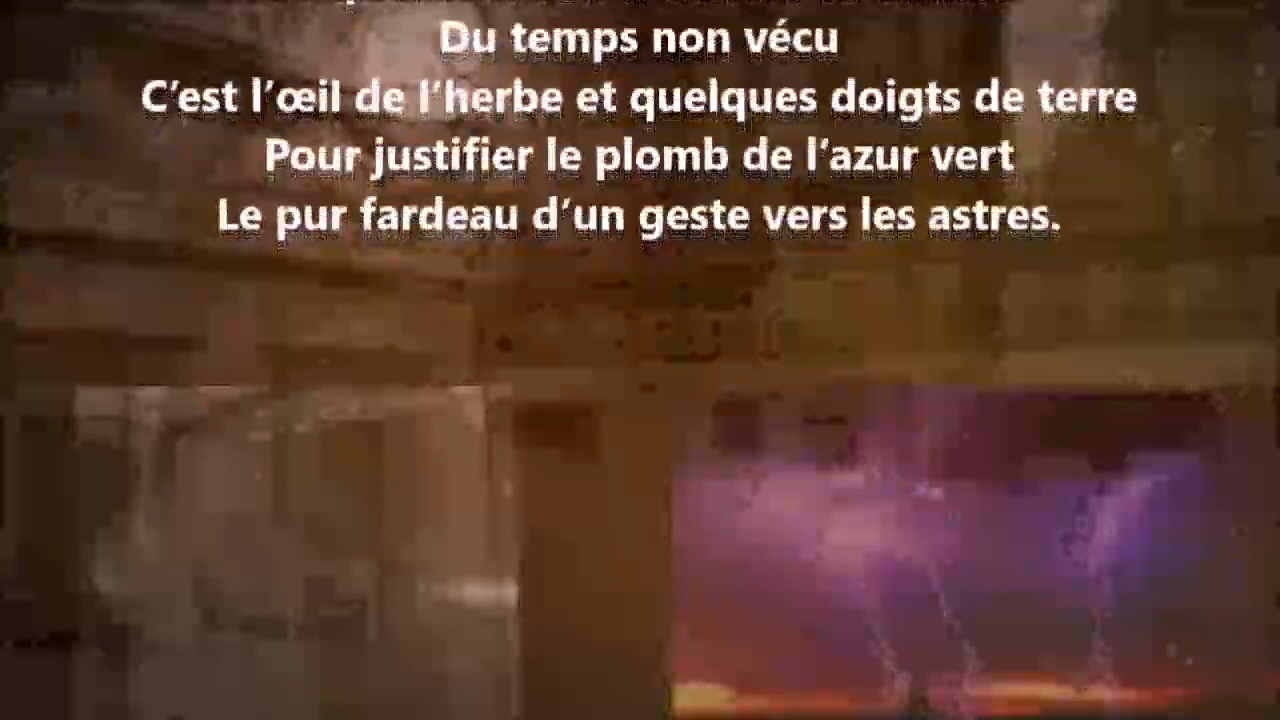 Du temps non vécu
C’est l’œil de l’herbe et quelques doigts de terre
Pour justifier le plomb de l’azur vert
Le pur fardeau d’un geste vers les astres.